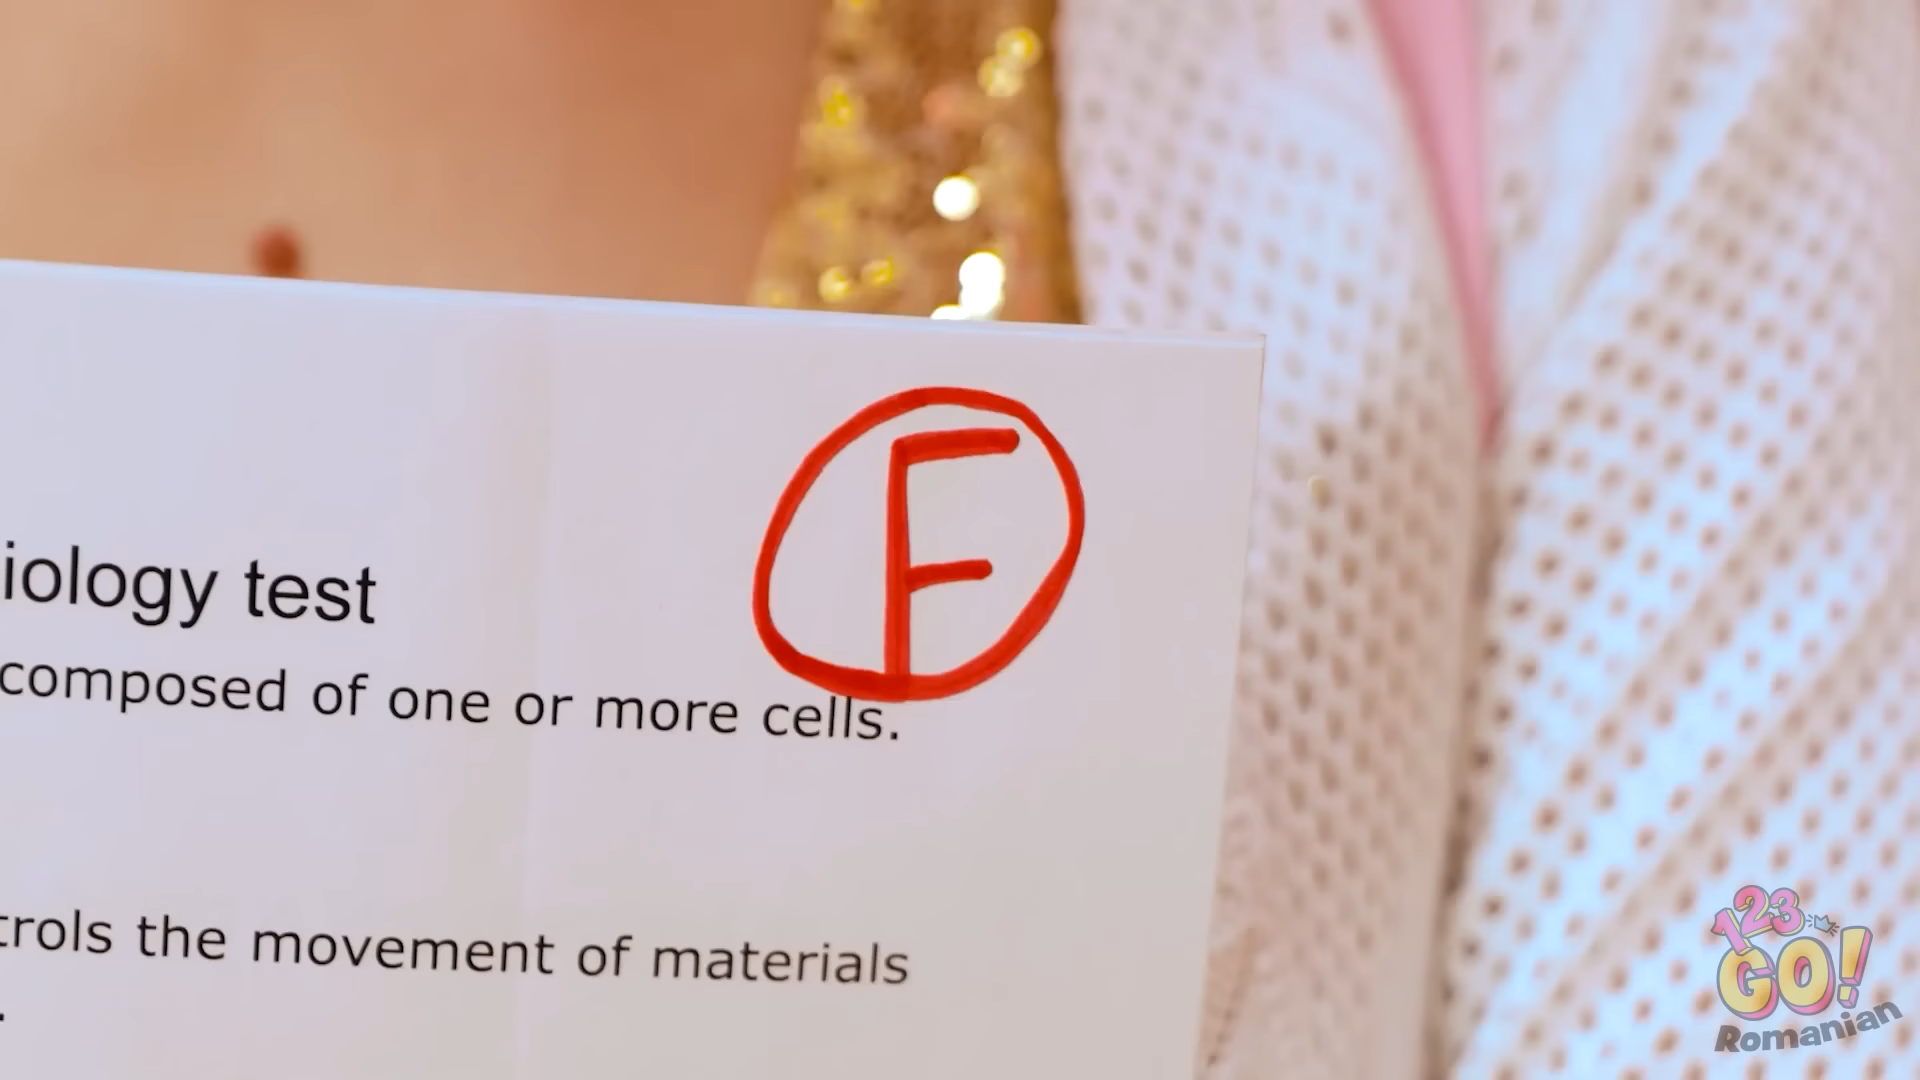 F
iology test
composed of one or more cells.
trols the movement of materials
.
123
GO!
Romanian